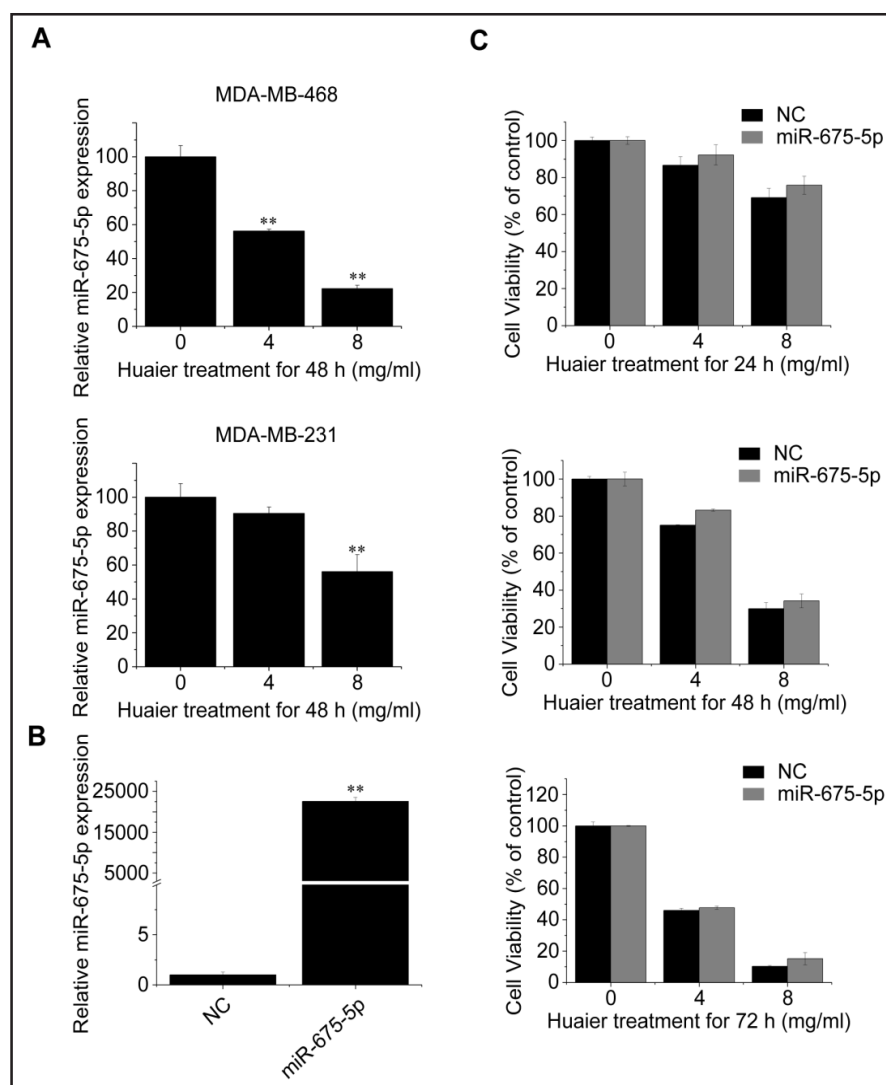 A
MDA-MB-468
Relative miR-675-5p expression
100
80
60
40
20
0
**
**
0 4 8
Huaier treatment for 48 h (mg/ml)
MDA-MB-231
Relative miR-675-5p expression
100
80
60
40
20
0
**
0 4 8
Huaier treatment for 48 h (mg/ml)
B
Relative miR-675-5p expression
25000
15000
5000
5
0
**
NC
miR-675-5p
C
NC
miR-675-5p
Cell Viability (% of control)
100
80
60
40
20
0
0 4 8
Huaier treatment for 24 h (mg/ml)
NC
miR-675-5p
Cell Viability (% of control)
100
80
60
40
20
0
0 4 8
Huaier treatment for 48 h (mg/ml)
NC
miR-675-5p
Cell Viability (% of control)
120
100
80
60
40
20
0
0 4 8
Huaier treatment for 72 h (mg/ml)